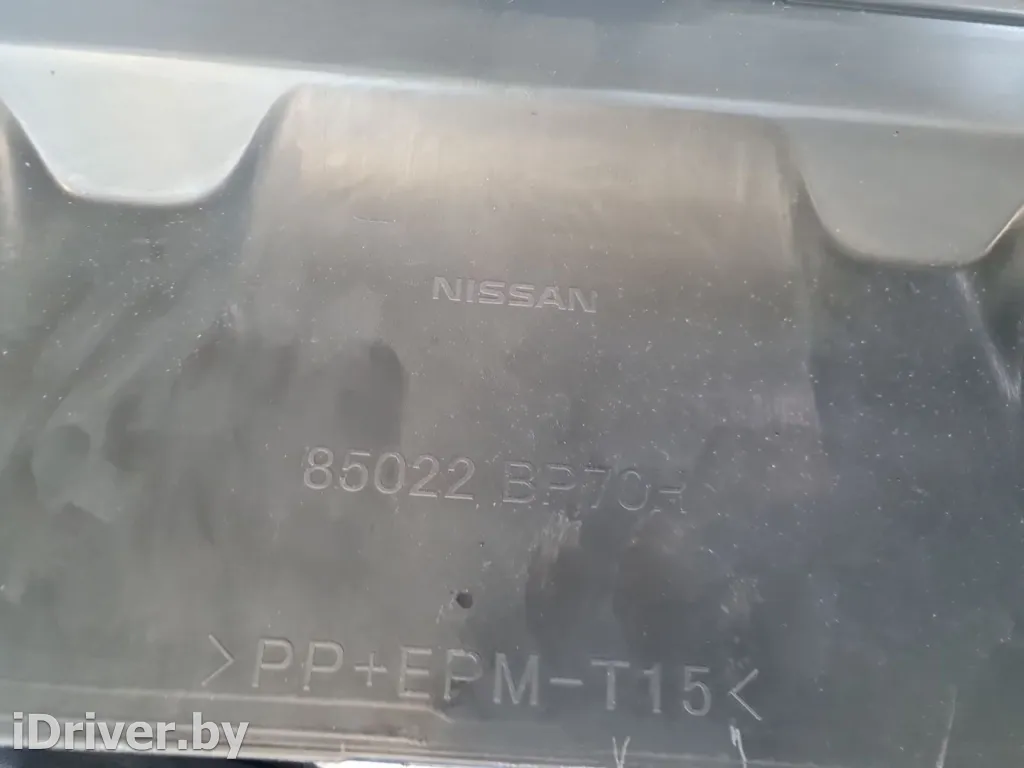 NISSAN
85022 BR70H
>PP+EPM-T15<
iDriver.by